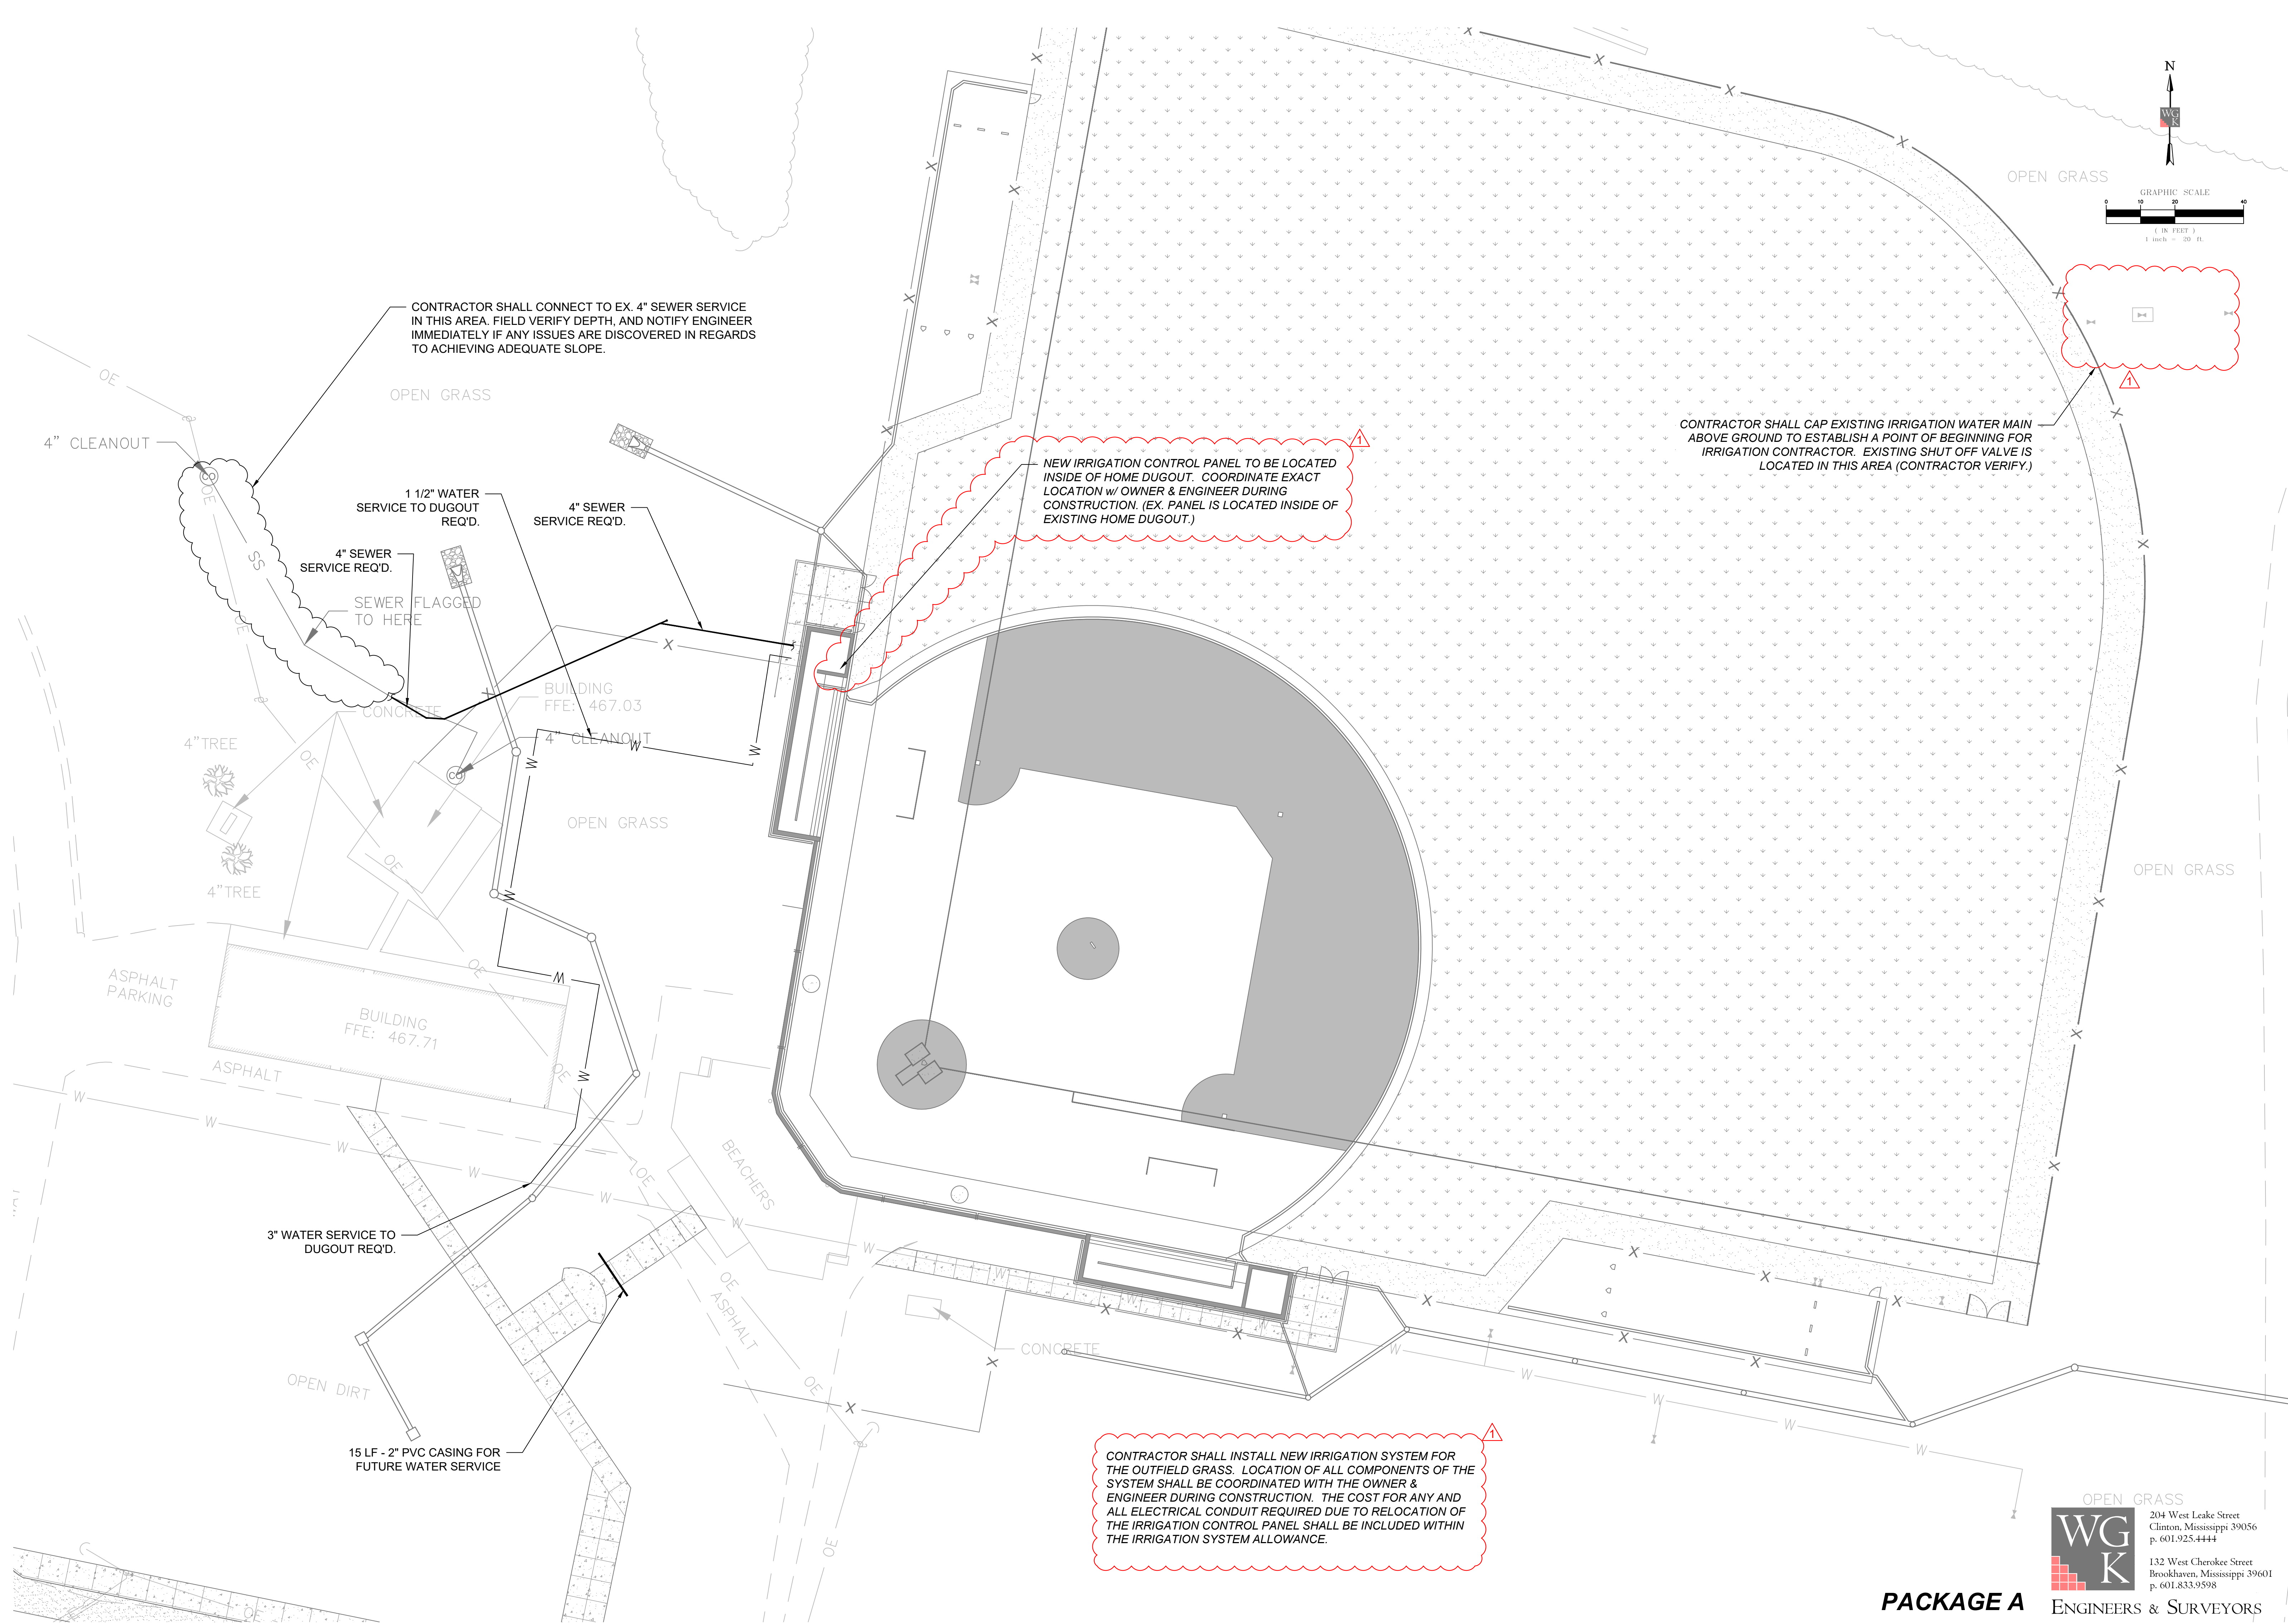 N
WG
K
OPEN GRASS
GRAPHIC SCALE
0 10 20 40
( IN FEET )
1 inch = 20 ft.
CONTRACTOR SHALL CONNECT TO EX. 4" SEWER SERVICE
IN THIS AREA. FIELD VERIFY DEPTH, AND NOTIFY ENGINEER
IMMEDIATELY IF ANY ISSUES ARE DISCOVERED IN REGARDS
TO ACHIEVING ADEQUATE SLOPE.
OE
OPEN GRASS
4" CLEANOUT
CO
OE
SS
OE
1 1/2" WATER
SERVICE TO DUGOUT
REQ'D.
4" SEWER
SERVICE REQ'D.
4" SEWER
SERVICE REQ'D.
SEWER FLAGGED
TO HERE
1
NEW IRRIGATION CONTROL PANEL TO BE LOCATED
INSIDE OF HOME DUGOUT. COORDINATE EXACT
LOCATION w/ OWNER & ENGINEER DURING
CONSTRUCTION. (EX. PANEL IS LOCATED INSIDE OF
EXISTING HOME DUGOUT.)
1
CONTRACTOR SHALL CAP EXISTING IRRIGATION WATER MAIN
ABOVE GROUND TO ESTABLISH A POINT OF BEGINNING FOR
IRRIGATION CONTRACTOR. EXISTING SHUT OFF VALVE IS
LOCATED IN THIS AREA (CONTRACTOR VERIFY.)
BUILDING
FFE: 467.03
CONCRETE
4" CLEANOUT
CO
4"TREE
4"TREE
OPEN GRASS
OPEN GRASS
ASPHALT
PARKING
BUILDING
FFE: 467.71
ASPHALT
BEACHERS
3" WATER SERVICE TO
DUGOUT REQ'D.
ASPHALT
CONCRETE
OPEN DIRT
15 LF - 2" PVC CASING FOR
FUTURE WATER SERVICE
1
CONTRACTOR SHALL INSTALL NEW IRRIGATION SYSTEM FOR
THE OUTFIELD GRASS. LOCATION OF ALL COMPONENTS OF THE
SYSTEM SHALL BE COORDINATED WITH THE OWNER &
ENGINEER DURING CONSTRUCTION. THE COST FOR ANY AND
ALL ELECTRICAL CONDUIT REQUIRED DUE TO RELOCATION OF
THE IRRIGATION CONTROL PANEL SHALL BE INCLUDED WITHIN
THE IRRIGATION SYSTEM ALLOWANCE.
OPEN GRASS
WG
K
204 West Leake Street
Clinton, Mississippi 39056
p. 601.925.4444
132 West Cherokee Street
Brookhaven, Mississippi 39601
p. 601.833.9598
PACKAGE A
ENGINEERS & SURVEYORS